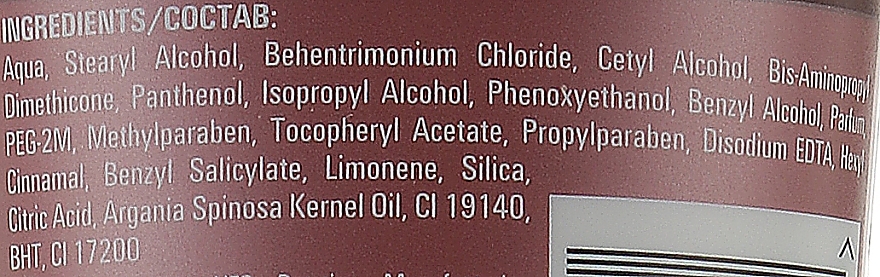 INGREDIENTS/СОСТАВ:
Aqua, Stearyl Alcohol, Behentrimonium Chloride, Cetyl Alcohol, Bis-Aminopropyl
Dimethicone, Panthenol, Isopropyl Alcohol, Phenoxyethanol, Benzyl Alcohol, Parfum,
PEG-2M, Methylparaben, Tocopheryl Acetate, Propylparaben, Disodium EDTA, Hexyl
Cinnamal, Benzyl Salicylate, Limonene, Silica,
Citric Acid, Argania Spinosa Kernel Oil, CI 19140,
BHT, CI 17200